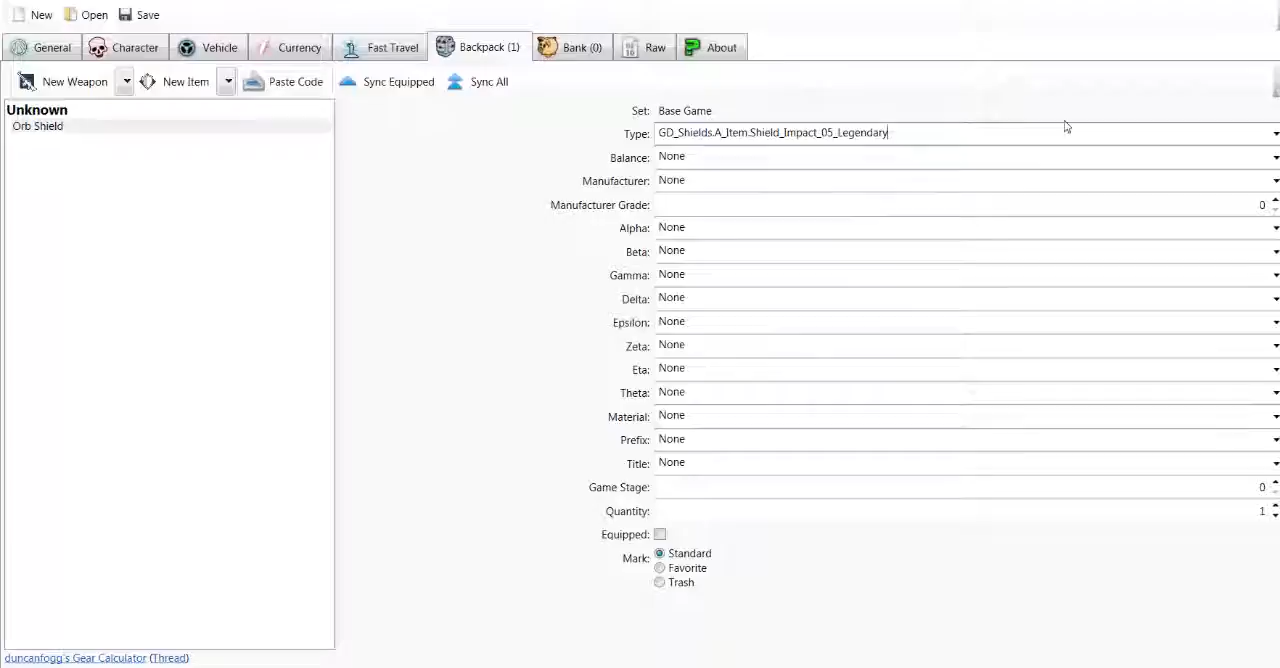 New Open Save
General Character Vehicle Currency Fast Travel Backpack (1) Bank (0) Raw About
New Weapon New Item Paste Code Sync Equipped Sync All
Unknown
Orb Shield
Set: Base Game
Type: GD_Shields.A_Item.Shield_Impact_05_Legendary
Balance: None
Manufacturer: None
Manufacturer Grade: 0
Alpha: None
Beta: None
Gamma: None
Delta: None
Epsilon: None
Zeta: None
Eta: None
Theta: None
Material: None
Prefix: None
Title: None
Game Stage: 0
Quantity: 1
Equipped:
Mark: Standard
Favorite
Trash
duncanfogg's Gear Calculator (Thread)